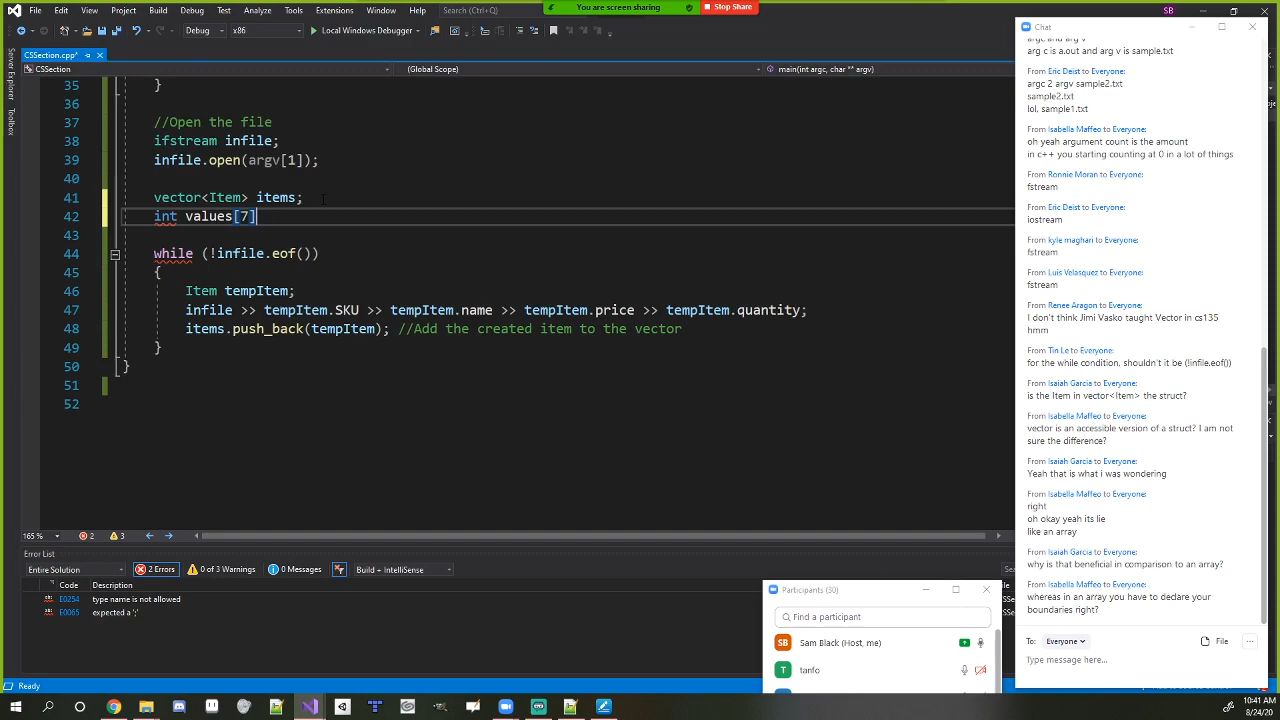 You are screen sharing
Stop Share
File Edit View Git Project Build Debug Test Analyze Tools Extensions Window Help Search (Ctrl+Q)
CSSection
SB
Debug x86 Local Windows Debugger
CSSection.cpp*
CSSection (Global Scope) main(int argc, char ** argv)
Server Explorer
Toolbox
35 }
36
37 //Open the file
38 ifstream infile;
39 infile.open(argv[1]);
40
41 vector<Item> items;
42 int values[7]
43
44 while (!infile.eof())
45 {
46 Item tempItem;
47 infile >> tempItem.SKU >> tempItem.name >> tempItem.price >> tempItem.quantity;
48 items.push_back(tempItem); //Add the created item to the vector
49 }
50 }
51
52
165 % 2 3
Error List
Entire Solution 2 Errors 0 of 3 Warnings 0 Messages Build + IntelliSense
Code Description
E0254 type name is not allowed
E0065 expected a ';'
Ready
Participants (30)
Find a participant
SB Sam Black (Host, me)
T tanfo
Chat
argc and arg v
arg c is a.out and arg v is sample.txt
From Eric Deist to Everyone:
argc 2 argv sample2.txt
sample2.txt
lol, sample1.txt
From Isabella Maffeo to Everyone:
oh yeah argument count is the amount
in c++ you starting counting at 0 in a lot of things
From Ronnie Moran to Everyone:
fstream
From Eric Deist to Everyone:
iostream
From kyle maghari to Everyone:
fstream
From Luis Velasquez to Everyone:
fstream
From Renee Aragon to Everyone:
I don't think Jimi Vasko taught Vector in cs135
hmm
From Tin Le to Everyone:
for the while condition, shouldn't it be (!infile.eof())
From Isaiah Garcia to Everyone:
is the Item in vector<Item> the struct?
From Isabella Maffeo to Everyone:
vector is an accessible version of a struct? I am not
sure the difference?
From Isaiah Garcia to Everyone:
Yeah that is what i was wondering
From Isabella Maffeo to Everyone:
right
oh okay yeah its lie
like an array
From Isaiah Garcia to Everyone:
why is that beneficial in comparison to an array?
From Isabella Maffeo to Everyone:
whereas in an array you have to declare your
boundaries right?
To: Everyone File
Type message here...
10:41 AM
8/24/20